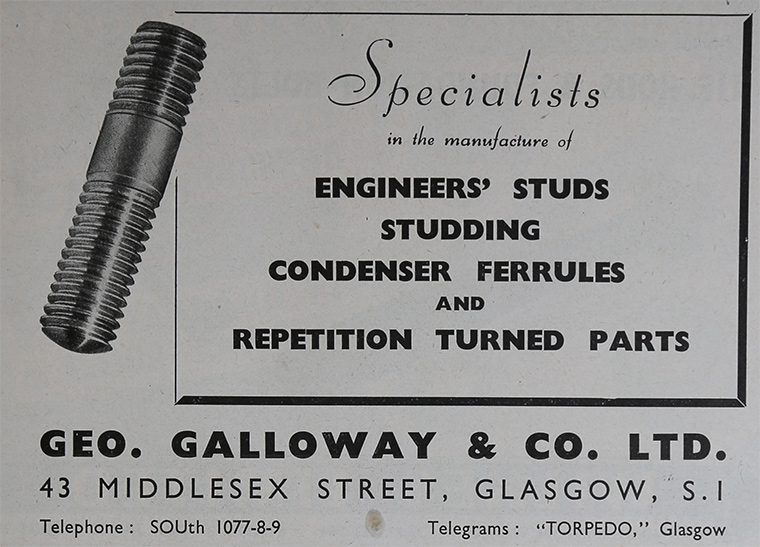 Specialists
in the manufacture of
ENGINEERS' STUDS
STUDDING
CONDENSER FERRULES
AND
REPETITION TURNED PARTS
GEO. GALLOWAY & CO. LTD.
43 MIDDLESEX STREET, GLASGOW, S.1
Telephone : SOUth 1077-8-9 Telegrams : "TORPEDO," Glasgow